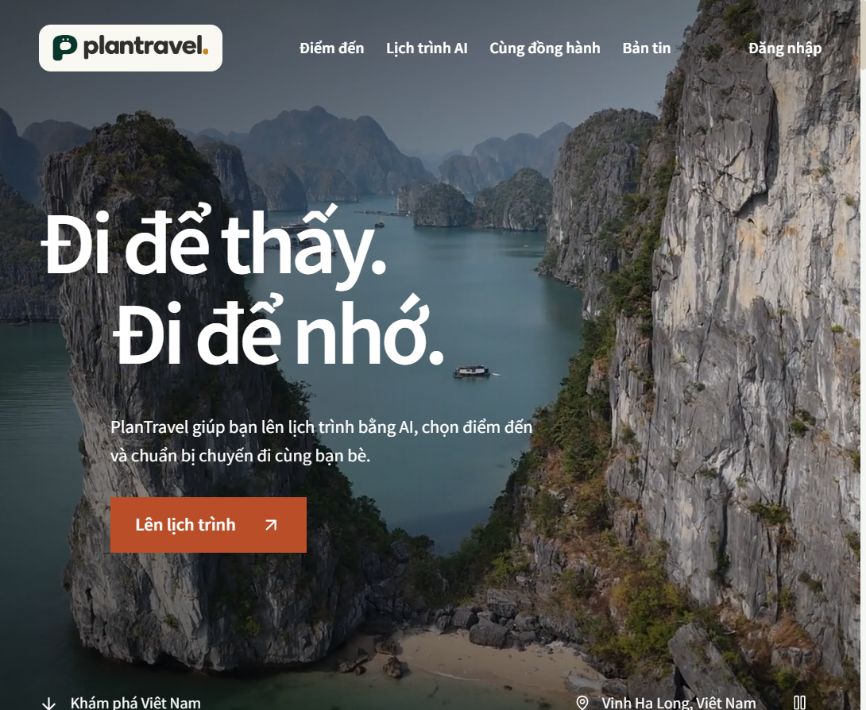 plantravel.
Điểm đến
Lịch trình AI
Cùng đồng hành
Bản tin
Đăng nhập
Đi để thấy.
Đi để nhớ.
PlanTravel giúp bạn lên lịch trình bằng AI, chọn điểm đến
và chuẩn bị chuyến đi cùng bạn bè.
Lên lịch trình
Khám phá Việt Nam
Vịnh Hạ Long, Việt Nam